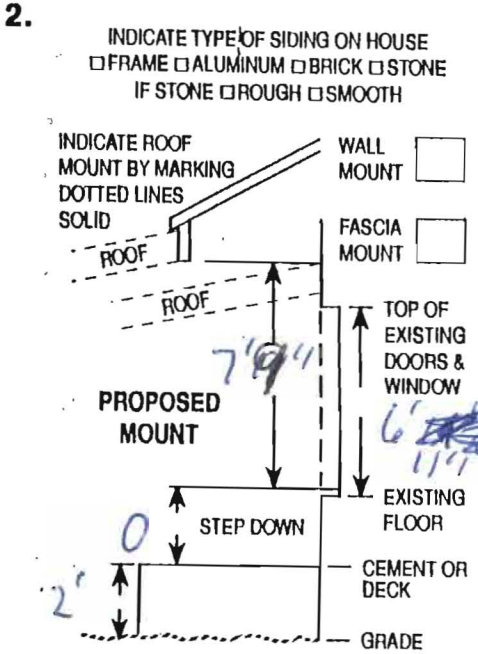 2.
INDICATE TYPE OF SIDING ON HOUSE
□ FRAME □ ALUMINUM □ BRICK □ STONE
IF STONE □ ROUGH □ SMOOTH
INDICATE ROOF
MOUNT BY MARKING
DOTTED LINES
SOLID
WALL
MOUNT
FASCIA
MOUNT
ROOF
ROOF
TOP OF
EXISTING
DOORS &
WINDOW
7'9"
6'
11"
PROPOSED
MOUNT
EXISTING
FLOOR
0
STEP DOWN
CEMENT OR
DECK
2'
GRADE